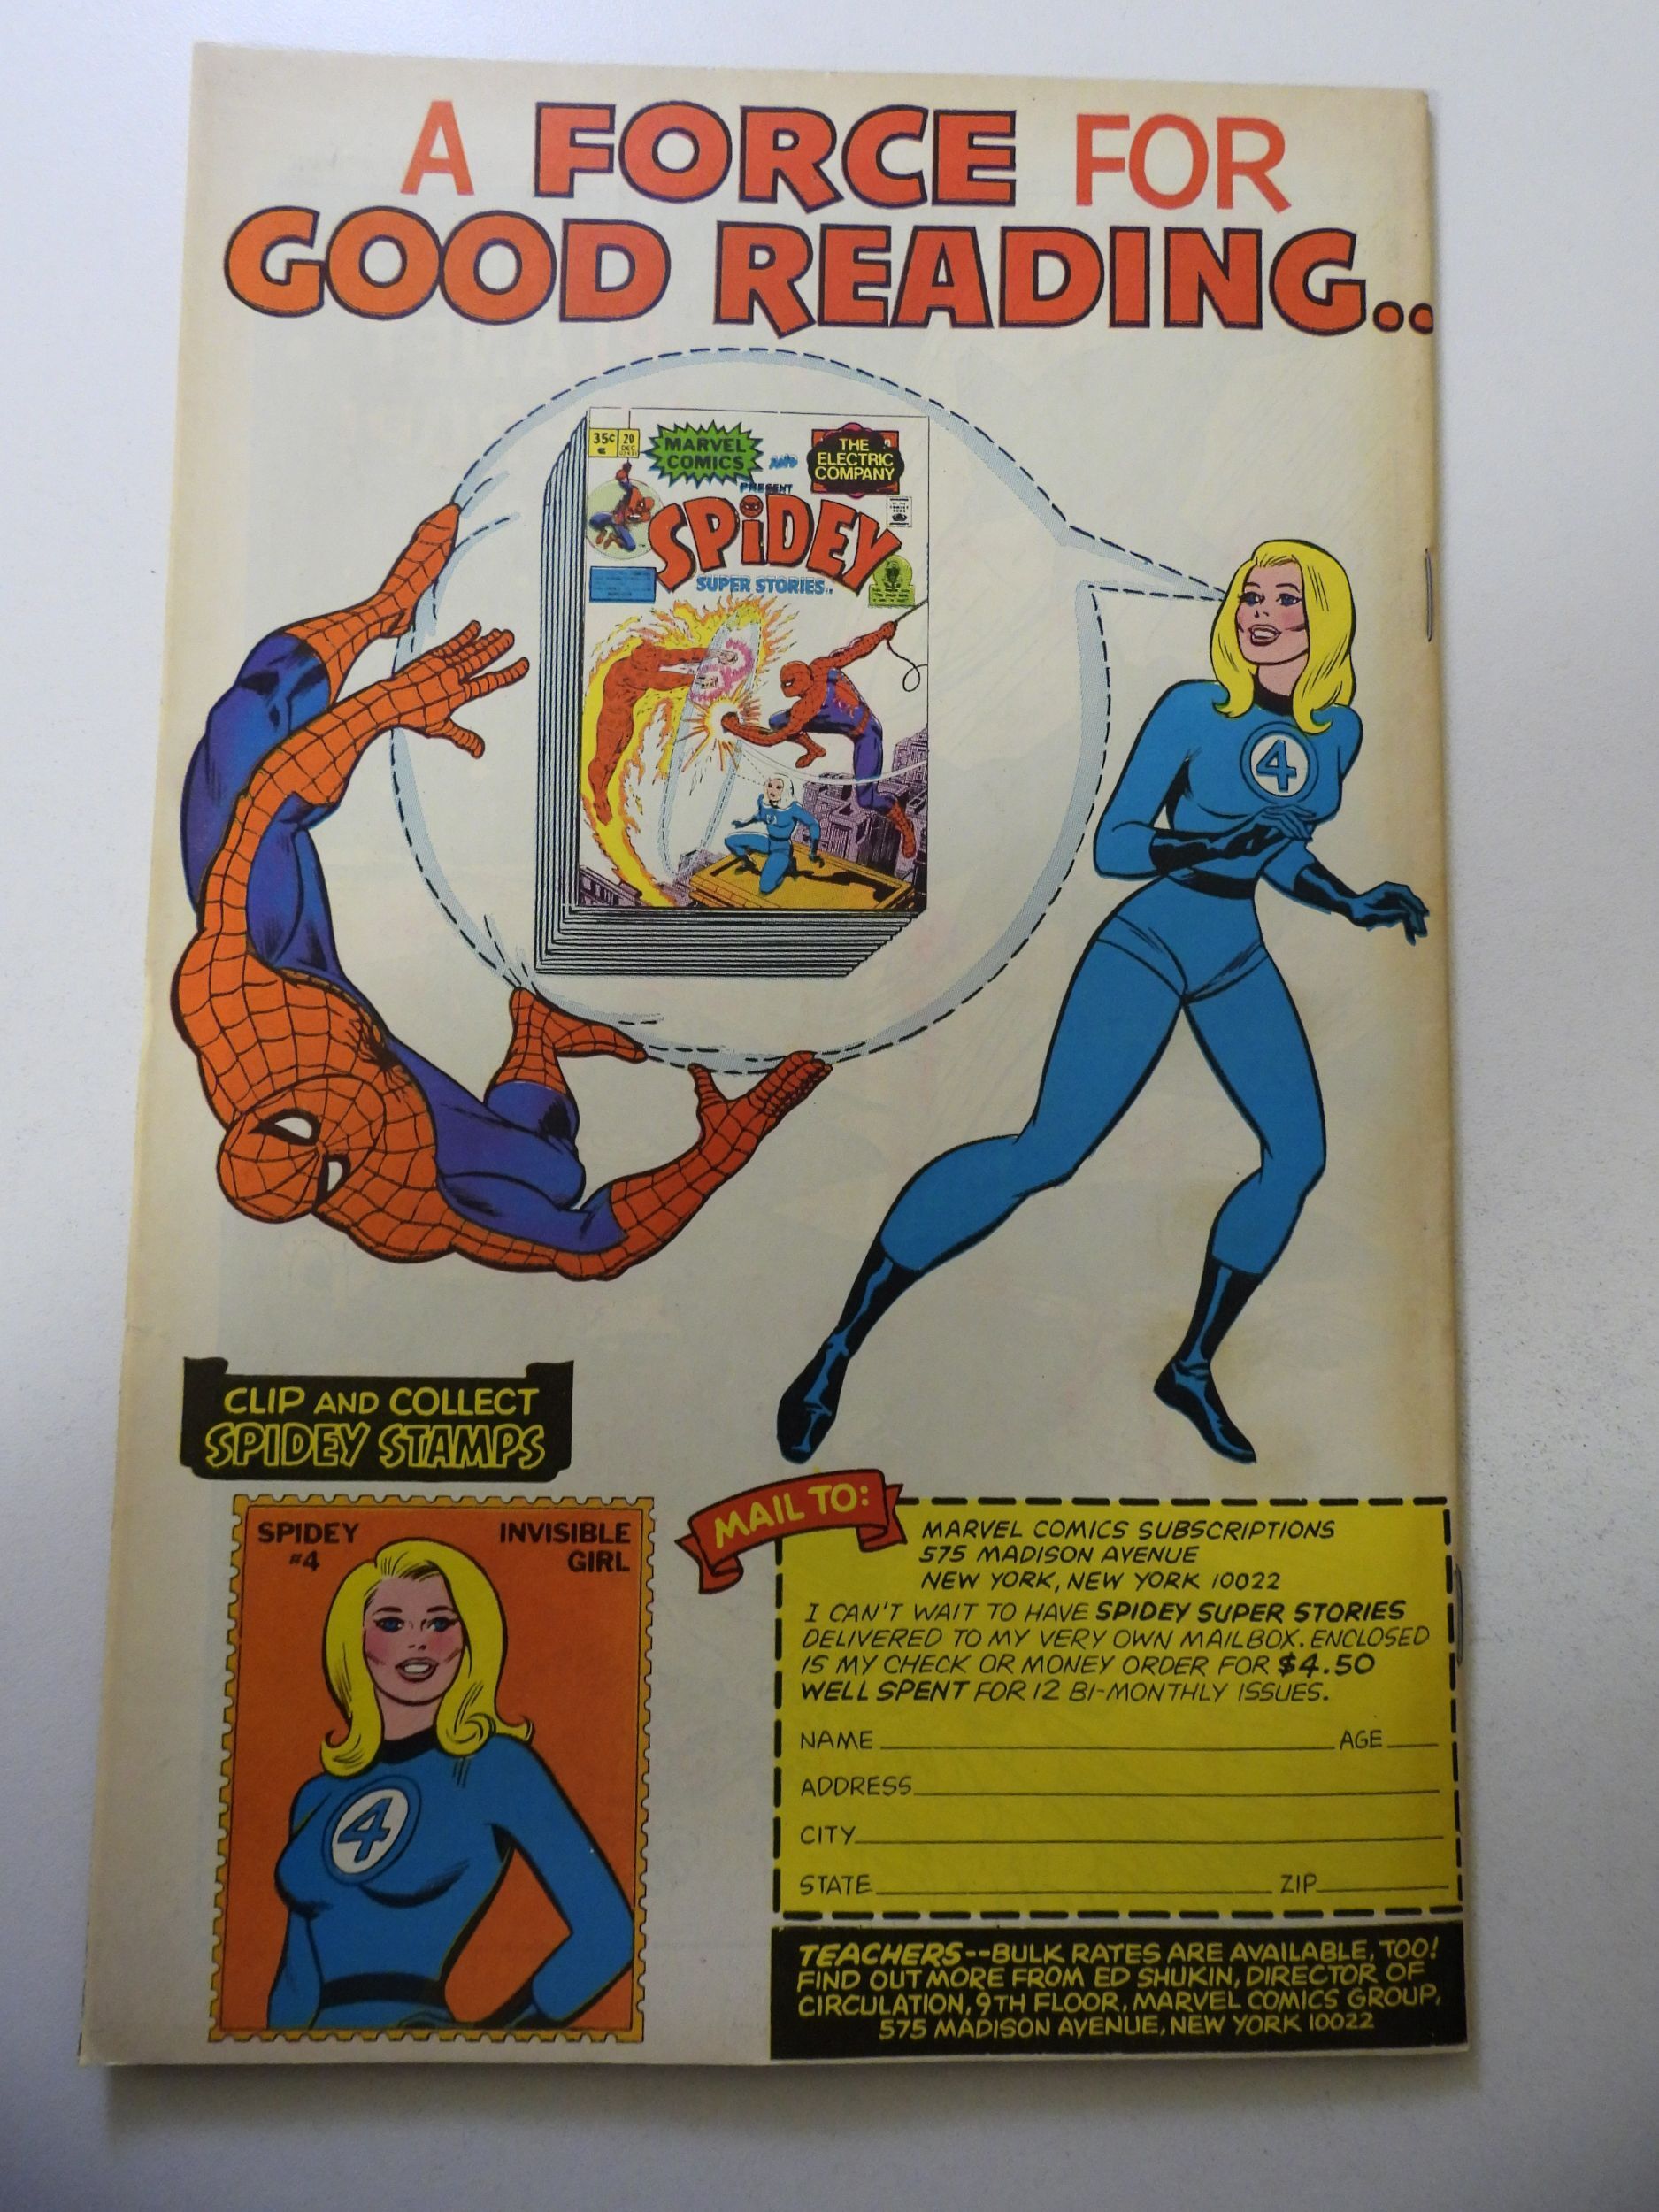 A FORCE FOR
GOOD READING..
35¢
20
DEC
MARVEL
COMICS
AND
THE
ELECTRIC
COMPANY
PRESENT
SPiDEY
SUPER STORIES
4
CLIP AND COLLECT
SPIDEY STAMPS
SPIDEY
#4
INVISIBLE
GIRL
4
MAIL TO:
MARVEL COMICS SUBSCRIPTIONS
575 MADISON AVENUE
NEW YORK, NEW YORK 10022
I CAN'T WAIT TO HAVE SPIDEY SUPER STORIES
DELIVERED TO MY VERY OWN MAILBOX. ENCLOSED
IS MY CHECK OR MONEY ORDER FOR $4.50
WELL SPENT FOR 12 BI-MONTHLY ISSUES.
NAME AGE
ADDRESS
CITY
STATE ZIP
TEACHERS--BULK RATES ARE AVAILABLE, TOO!
FIND OUT MORE FROM ED SHUKIN, DIRECTOR OF
CIRCULATION, 9TH FLOOR, MARVEL COMICS GROUP,
575 MADISON AVENUE, NEW YORK 10022